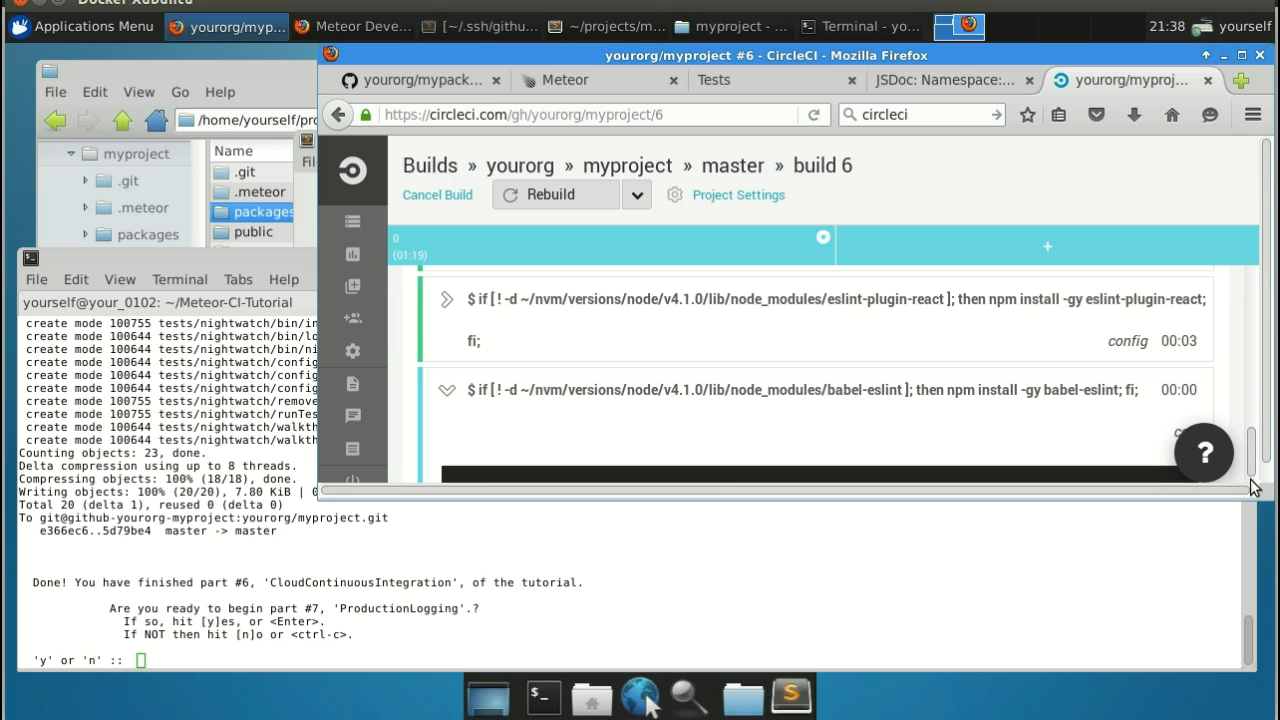 Docker Xubuntu
Applications Menu yourorg/myp... Meteor Deve... [~/.ssh/githu... ~/projects/m... myproject - ... Terminal - yo... 21:38 yourself
yourorg/myproject #6 - CircleCI - Mozilla Firefox
yourorg/mypack... Meteor Tests JSDoc: Namespace:... yourorg/myproj...
https://circleci.com/gh/yourorg/myproject/6 circleci
File Edit View Go Help
/home/yourself/pro
myproject
.git
.myeteor
packages
Name
.git
.meteor
packages
public
Builds » yourorg » myproject » master » build 6
Cancel Build Rebuild Project Settings
0
(01:19)
+
$ if [ ! -d ~/nvm/versions/node/v4.1.0/lib/node_modules/eslint-plugin-react ]; then npm install -gy eslint-plugin-react;
fi;
config 00:03
$ if [ ! -d ~/nvm/versions/node/v4.1.0/lib/node_modules/babel-eslint ]; then npm install -gy babel-eslint; fi; 00:00
?
File Edit View Terminal Tabs Help
yourself@your_0102: ~/Meteor-CI-Tutorial
create mode 100755 tests/nightwatch/bin/in
create mode 100644 tests/nightwatch/bin/lo
create mode 100755 tests/nightwatch/bin/ni
create mode 100644 tests/nightwatch/config
create mode 100644 tests/nightwatch/config
create mode 100644 tests/nightwatch/config
create mode 100755 tests/nightwatch/remove
create mode 100755 tests/nightwatch/runTes
create mode 100644 tests/nightwatch/walkth
create mode 100644 tests/nightwatch/walkth
Counting objects: 23, done.
Delta compression using up to 8 threads.
Compressing objects: 100% (18/18), done.
Writing objects: 100% (20/20), 7.80 KiB | 0
Total 20 (delta 1), reused 0 (delta 0)
To git@github-yourorg-myproject:yourorg/myproject.git
e366ec6..5d79be4 master -> master
Done! You have finished part #6, 'CloudContinuousIntegration', of the tutorial.
Are you ready to begin part #7, 'ProductionLogging'.?
If so, hit [y]es, or <Enter>.
If NOT then hit [n]o or <ctrl-c>.
'y' or 'n' ::